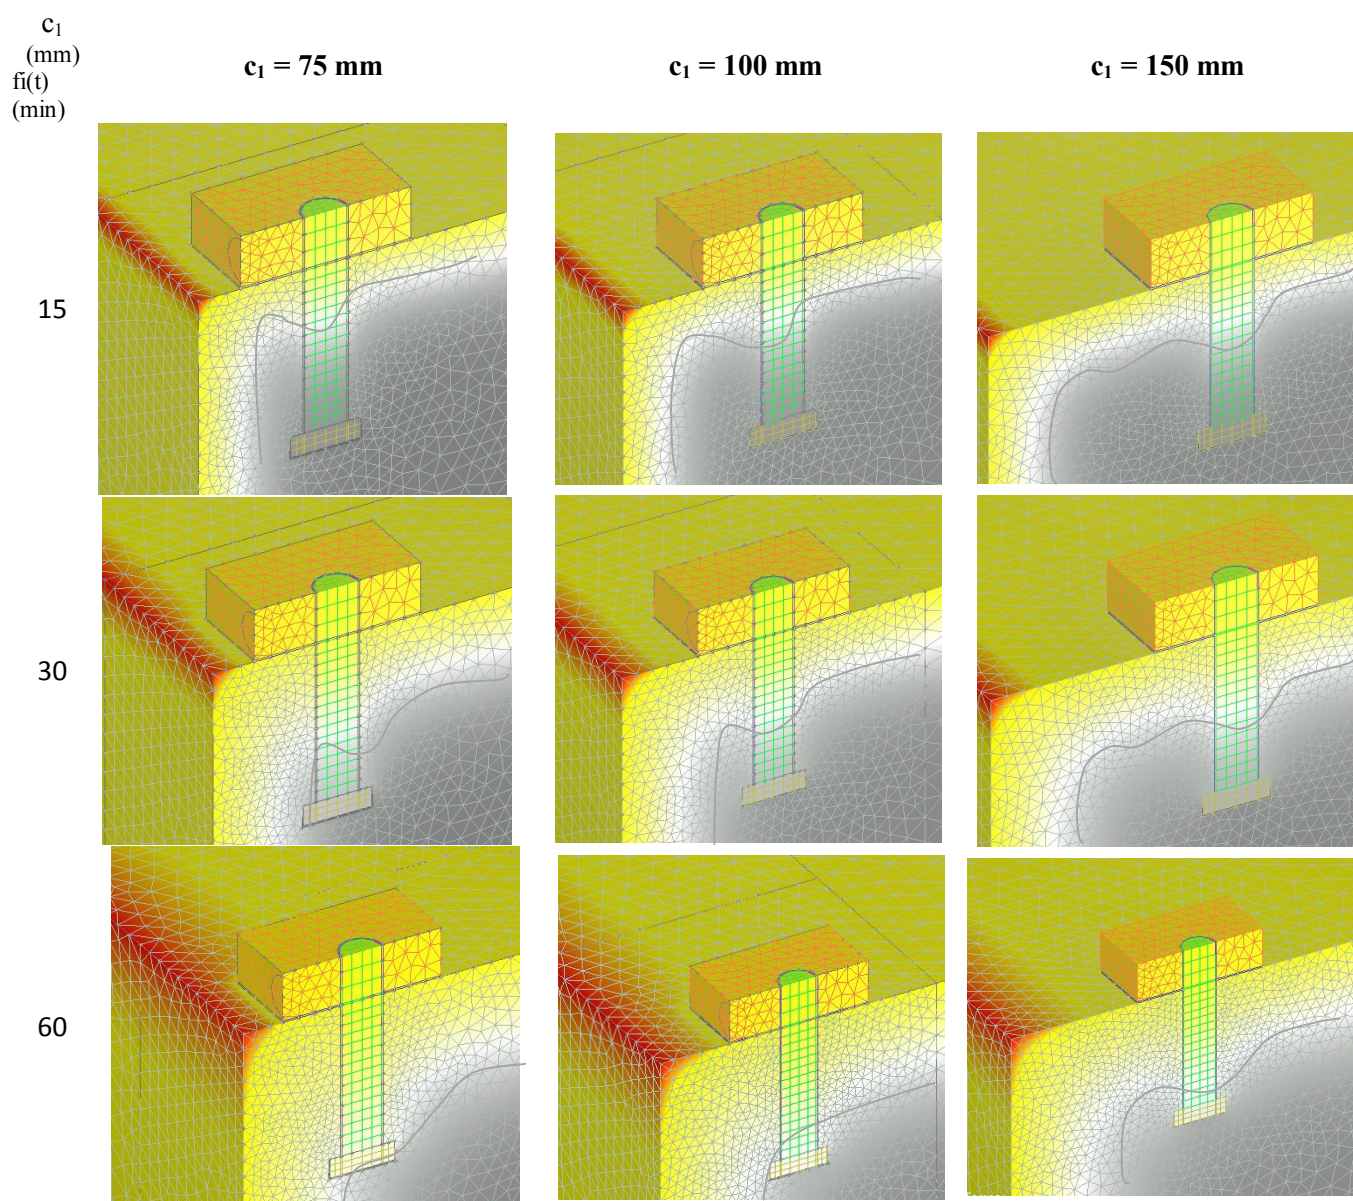 c₁
(mm)
fi(t)
(min)
c₁ = 75 mm
c₁ = 100 mm
c₁ = 150 mm
15
30
60